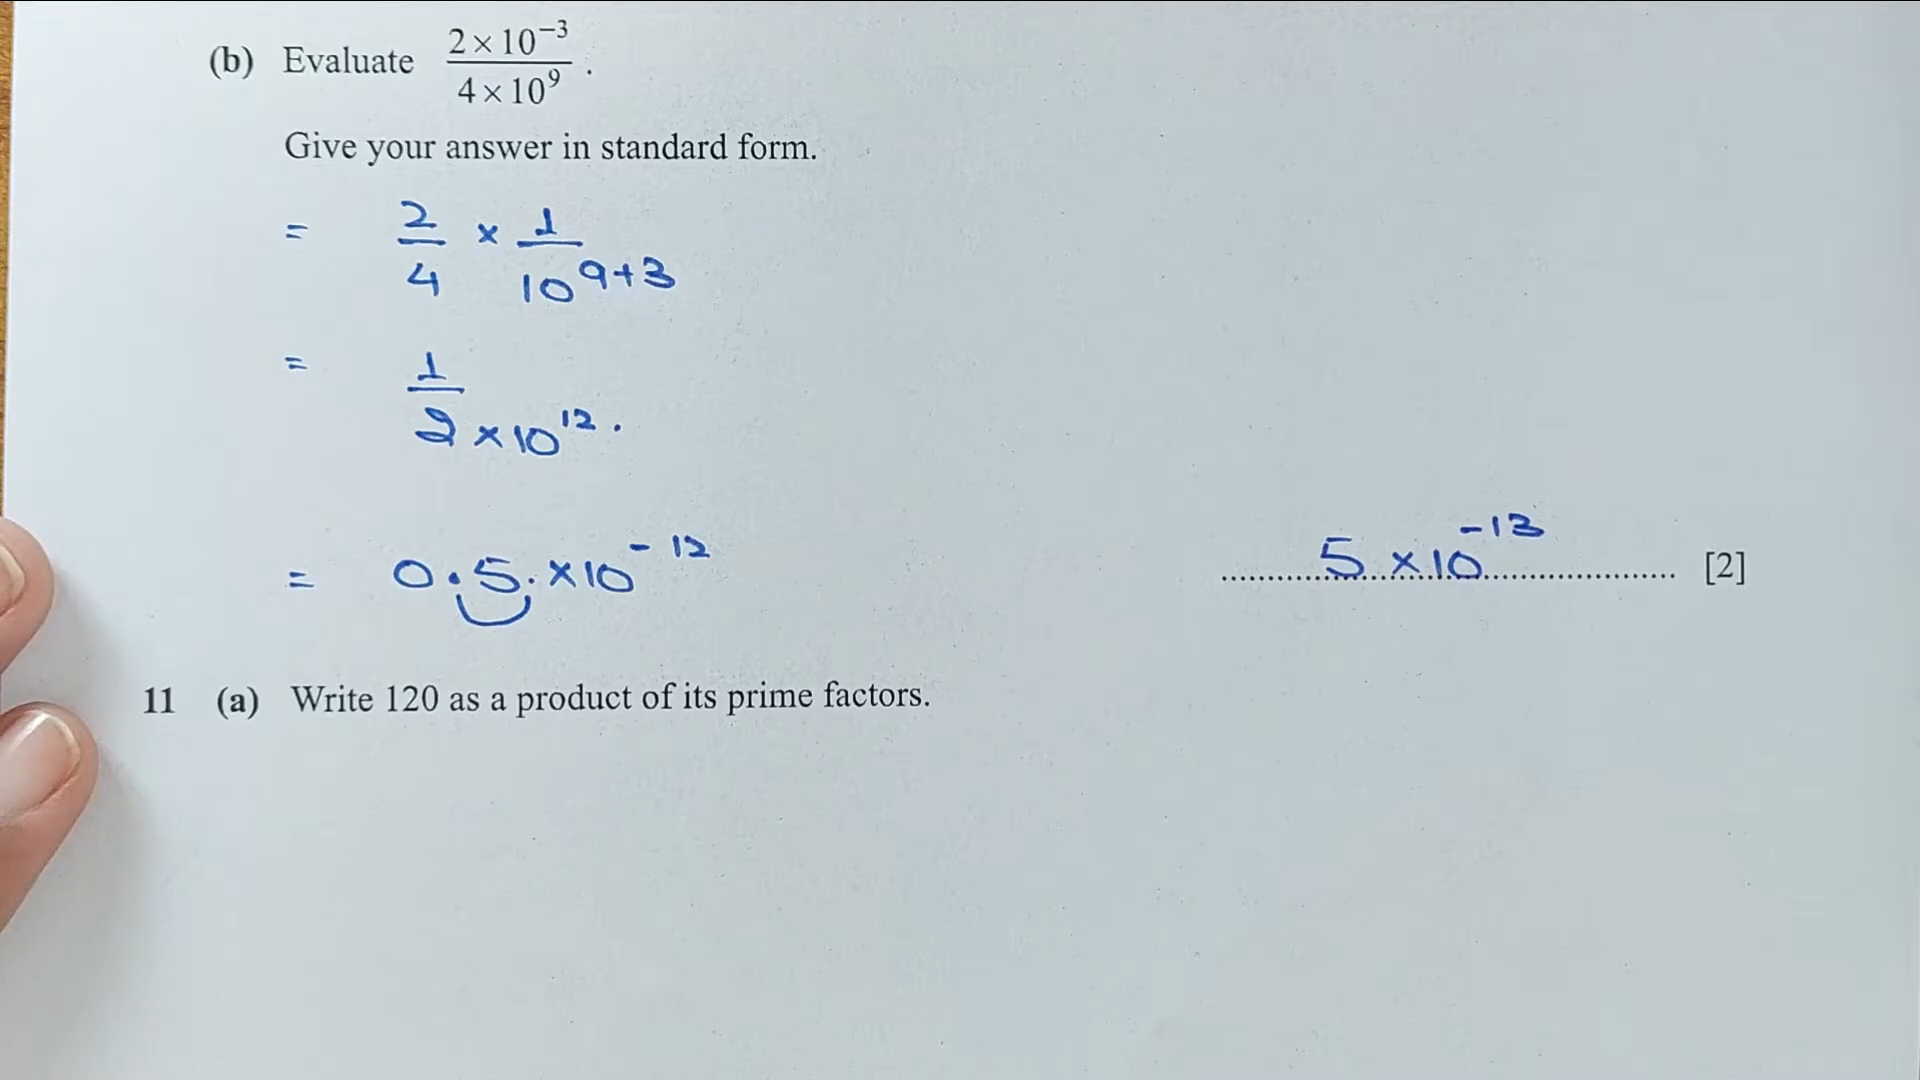 (b) Evaluate 2 × 10⁻³ / 4 × 10⁹ .
Give your answer in standard form.
= 2/4 × 1/10⁹⁺³
= 1/2 × 10¹² .
= 0.5. × 10⁻¹²
5 × 10⁻¹³ [2]
11 (a) Write 120 as a product of its prime factors.